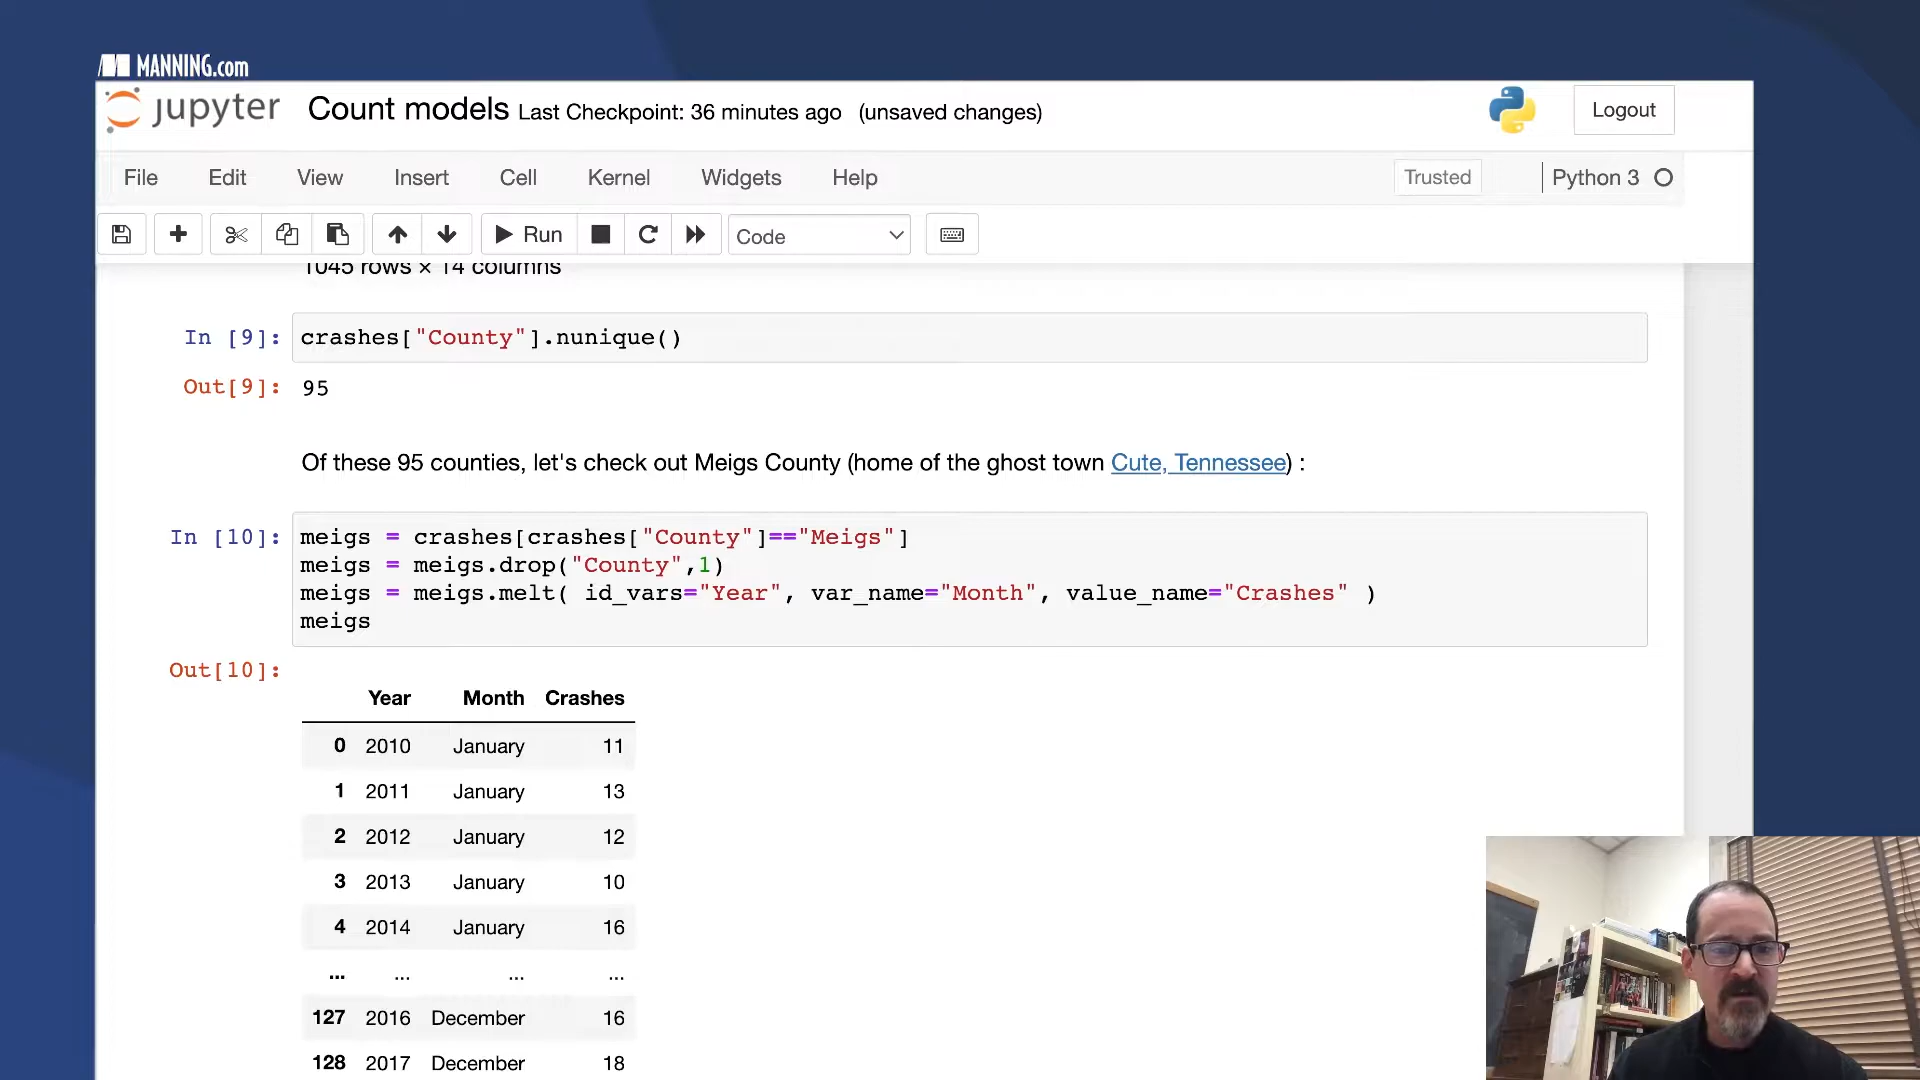 MANNING.com
jupyter Count models Last Checkpoint: 36 minutes ago (unsaved changes) Logout
File Edit View Insert Cell Kernel Widgets Help Trusted Python 3
Run Code
1045 rows × 14 columns
In [9]: crashes["County"].nunique()
Out[9]: 95
Of these 95 counties, let's check out Meigs County (home of the ghost town Cute, Tennessee) :
In [10]: meigs = crashes[crashes["County"]=="Meigs"]
meigs = meigs.drop("County",1)
meigs = meigs.melt( id_vars="Year", var_name="Month", value_name="Crashes" )
meigs
Out[10]:
Year Month Crashes
0 2010 January 11
1 2011 January 13
2 2012 January 12
3 2013 January 10
4 2014 January 16
... ... ... ...
127 2016 December 16
128 2017 December 18